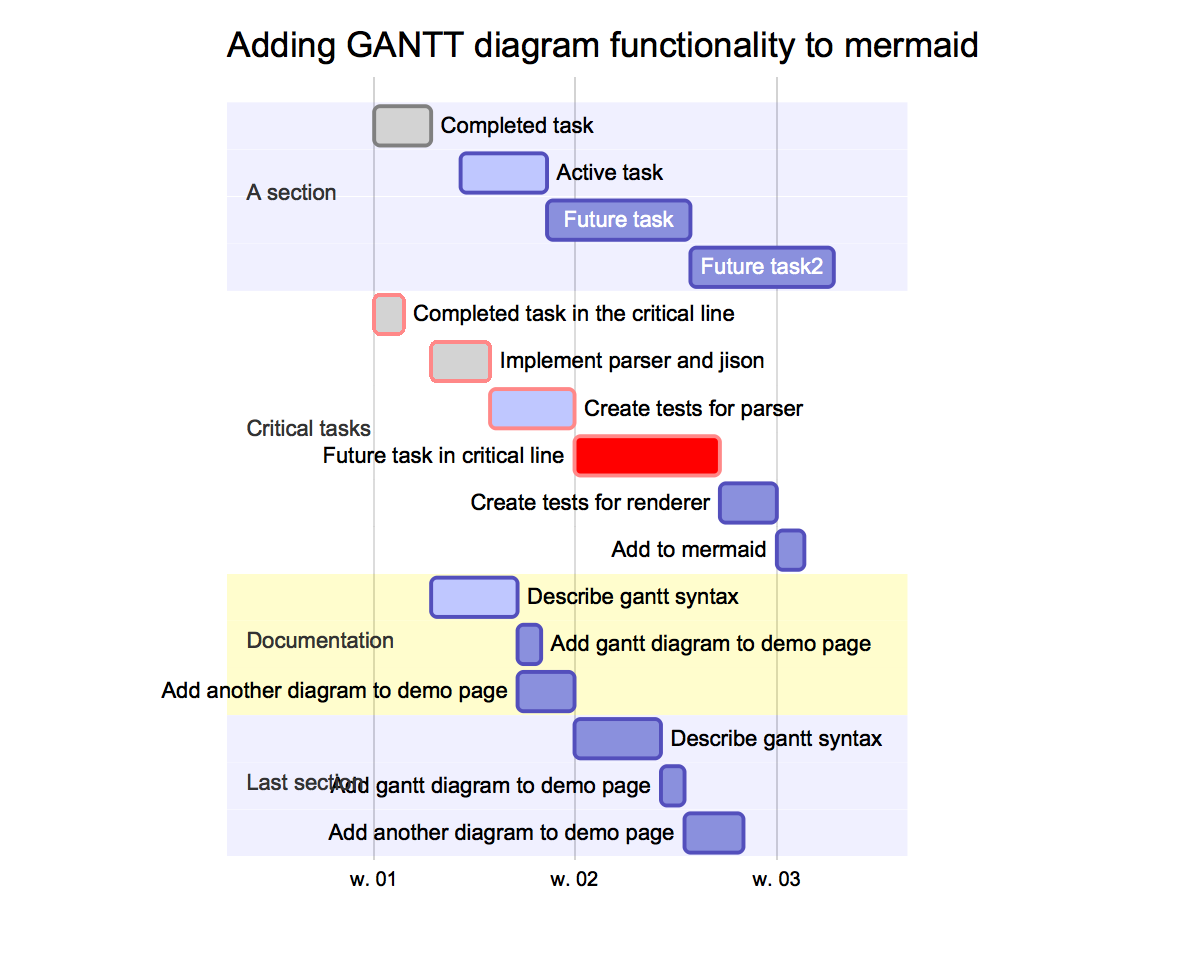 Adding GANTT diagram functionality to mermaid
Completed task
Active task
A section
Future task
Future task2
Completed task in the critical line
Implement parser and jison
Create tests for parser
Critical tasks
Future task in critical line
Create tests for renderer
Add to mermaid
Describe gantt syntax
Documentation
Add gantt diagram to demo page
Add another diagram to demo page
Describe gantt syntax
Last section
Add gantt diagram to demo page
Add another diagram to demo page
w. 01 w. 02 w. 03